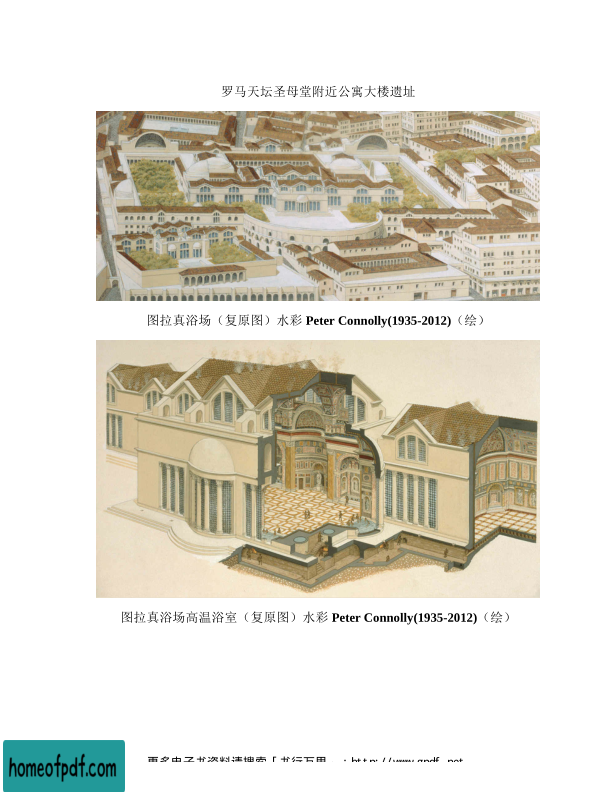 罗马天坛圣母堂附近公寓大楼遗址
图拉真浴场（复原图）水彩 Peter Connolly(1935-2012)（绘）
图拉真浴场高温浴室（复原图）水彩 Peter Connolly(1935-2012)（绘）
更多电子书资料请搜索「书行万里
homeofpdf.com